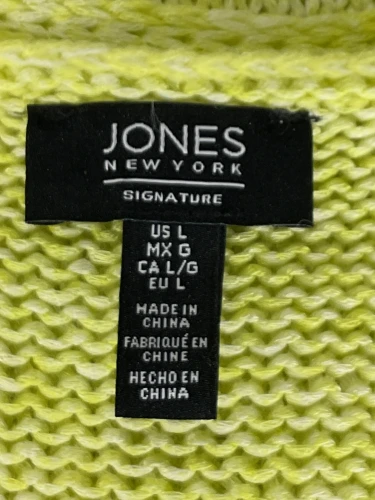 JONES
NEW YORK
SIGNATURE
US L
MX G
CA L/G
EU L
MADE IN
CHINA
FABRIQUÉ EN
CHINE
HECHO EN
CHINA